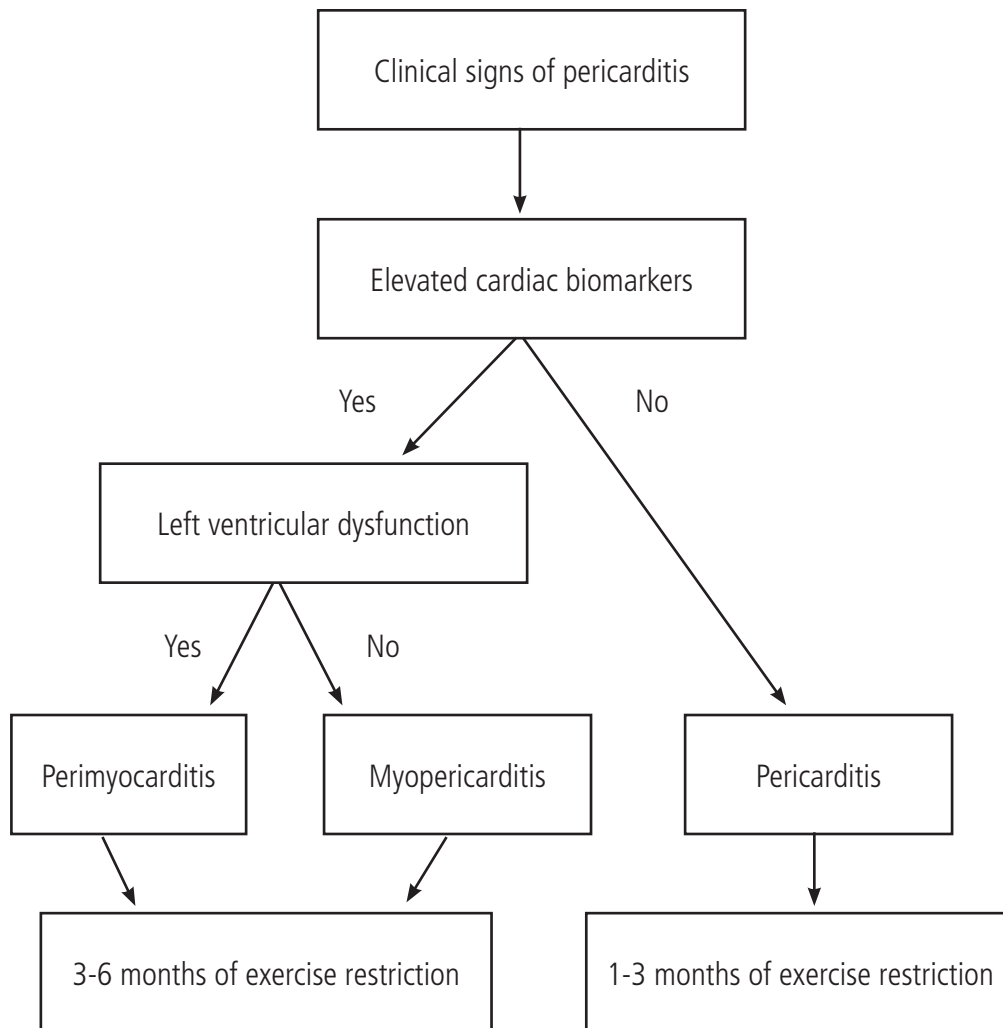 Clinical signs of pericarditis
Elevated cardiac biomarkers
Yes
No
Left ventricular dysfunction
Yes
No
Perimyocarditis
Myopericarditis
Pericarditis
3-6 months of exercise restriction
1-3 months of exercise restriction